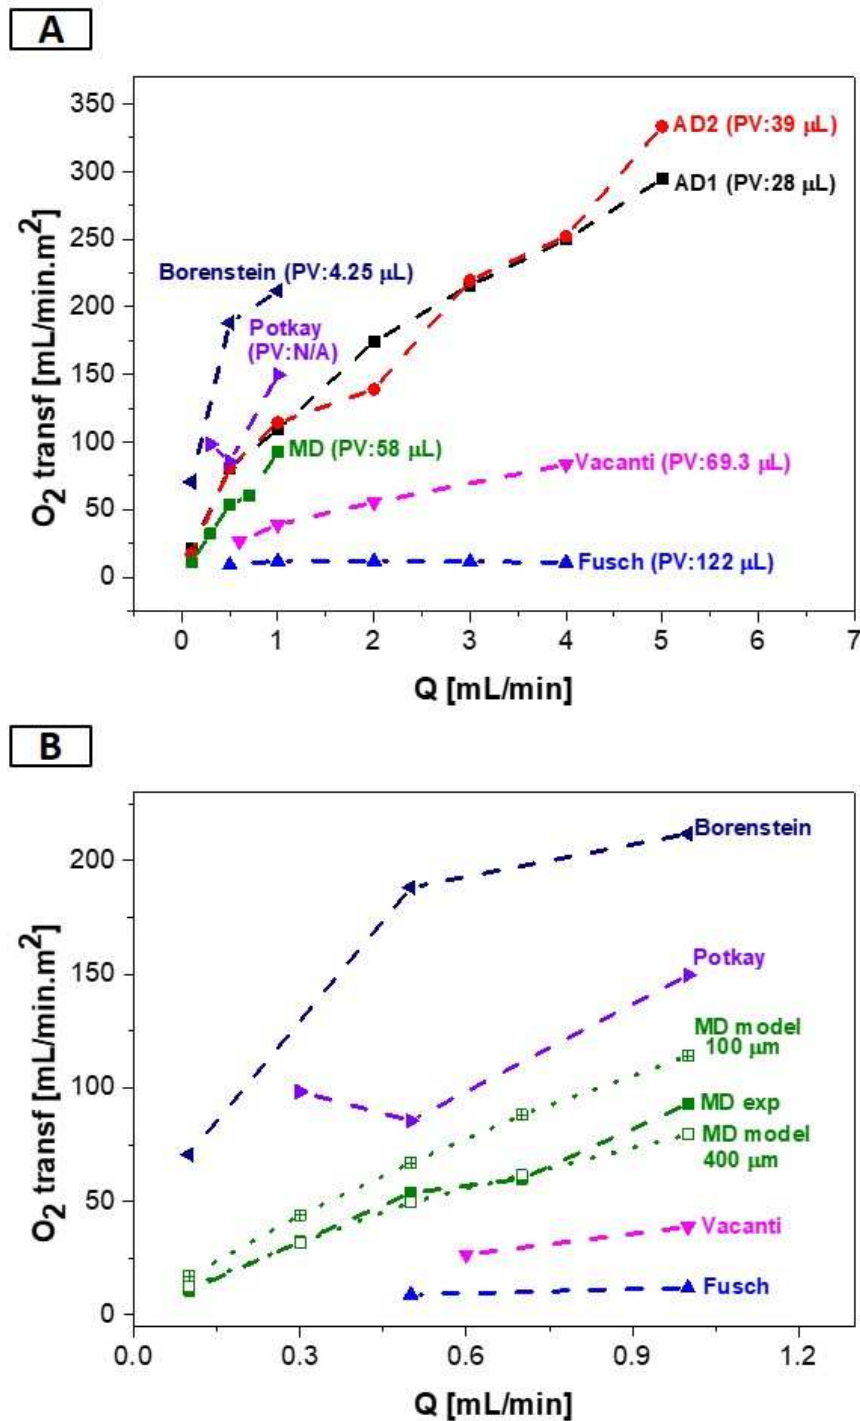 A
350
300
250
200
150
100
50
0
O2 transf [mL/min.m2]
AD2 (PV:39 µL)
AD1 (PV:28 µL)
Borenstein (PV:4.25 µL)
Potkay
(PV:N/A)
MD (PV:58 µL)
Vacanti (PV:69.3 µL)
Fusch (PV:122 µL)
0 1 2 3 4 5 6 7
Q [mL/min]
B
200
150
100
50
0
O2 transf [mL/min.m2]
Borenstein
Potkay
MD model
100 µm
MD exp
MD model
400 µm
Vacanti
Fusch
0.0 0.3 0.6 0.9 1.2
Q [mL/min]